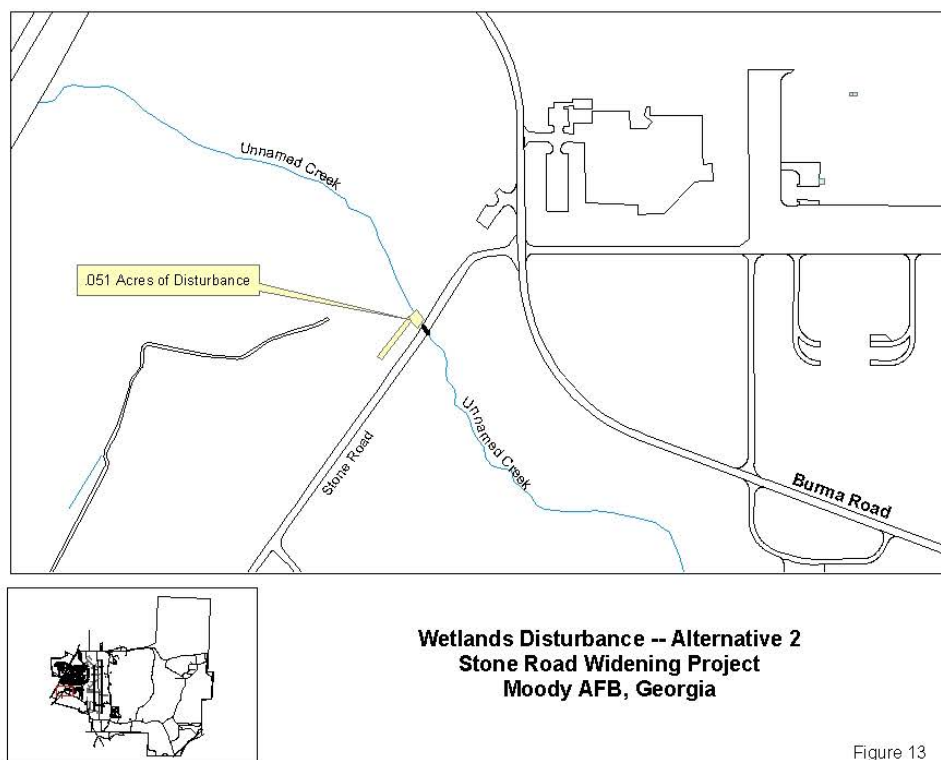 Unnamed Creek
.051 Acres of Disturbance
Stone Road
Unnamed Creek
Burma Road
Wetlands Disturbance -- Alternative 2
Stone Road Widening Project
Moody AFB, Georgia
Figure 13